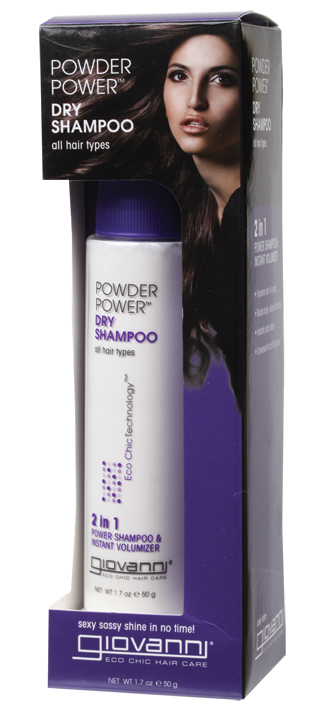 POWDER
POWER™
DRY
SHAMPOO
all hair types
POWDER
POWER™
DRY
SHAMPOO
all hair types
Eco Chic Technology™
2 in 1
POWER SHAMPOO &
INSTANT VOLUMIZER
giovanni®
ECO CHIC HAIR CARE
NET WT 1.7 oz ℮ 50 g
sexy sassy shine in no time!
giovanni®
ECO CHIC HAIR CARE
NET WT 1.7 oz ℮ 50 g
POWDER
POWER™
DRY
SHAMPOO
all hair types
2 in 1
POWER SHAMPOO &
INSTANT VOLUMIZER